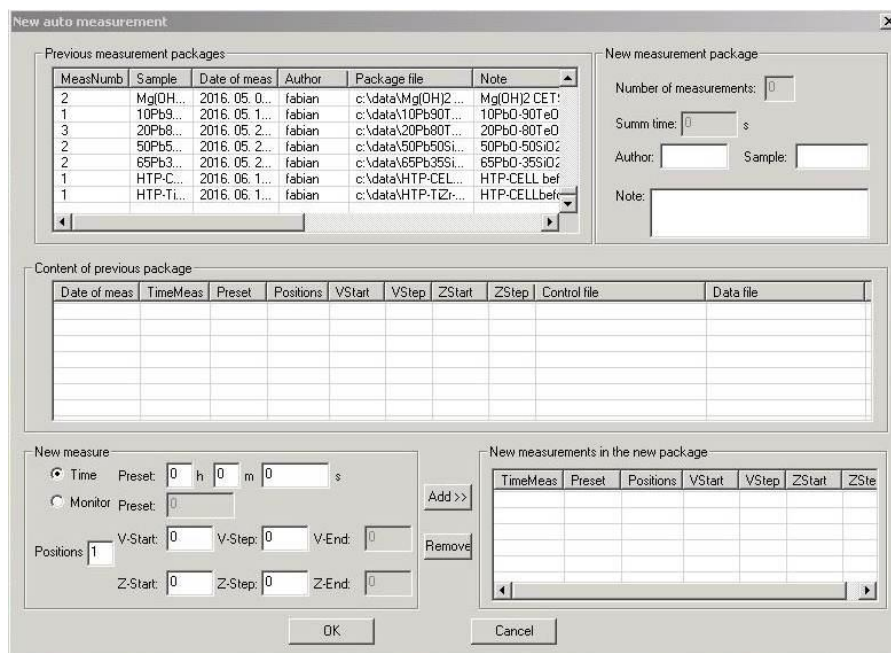 New auto measurement
Previous measurement packages
MeasNumb Sample Date of meas Author Package file Note
2 Mg(OH... 2016. 05. 0... fabian c:\data\Mg(OH)2 ... Mg(OH)2 CET
1 10Pb9... 2016. 05. 1... fabian c:\data\10Pb90T... 10PbO-90TeO
3 20Pb8... 2016. 05. 2... fabian c:\data\20Pb80T... 20PbO-80TeO
2 50Pb5... 2016. 05. 2... fabian c:\data\50Pb50Si... 50PbO-50SiO2
2 65Pb3... 2016. 05. 2... fabian c:\data\65Pb35Si... 65PbO-35SiO2
1 HTP-C... 2016. 06. 1... fabian c:\data\HTP-CEL... HTP-CELL bef
1 HTP-Ti... 2016. 06. 1... fabian c:\data\HTP-TiZr-... HTP-CELLbef
New measurement package
Number of measurements: 0
Summ time: 0 s
Author: Sample:
Note:
Content of previous package
Date of meas TimeMeas Preset Positions VStart VStep ZStart ZStep Control file Data file
New measure
Time Preset: 0 h 0 m 0 s
Monitor Preset: 0
Positions 1 V-Start: 0 V-Step: 0 V-End: 0
Z-Start: 0 Z-Step: 0 Z-End: 0
Add >>
Remove
New measurements in the new package
TimeMeas Preset Positions VStart VStep ZStart ZSte
OK Cancel